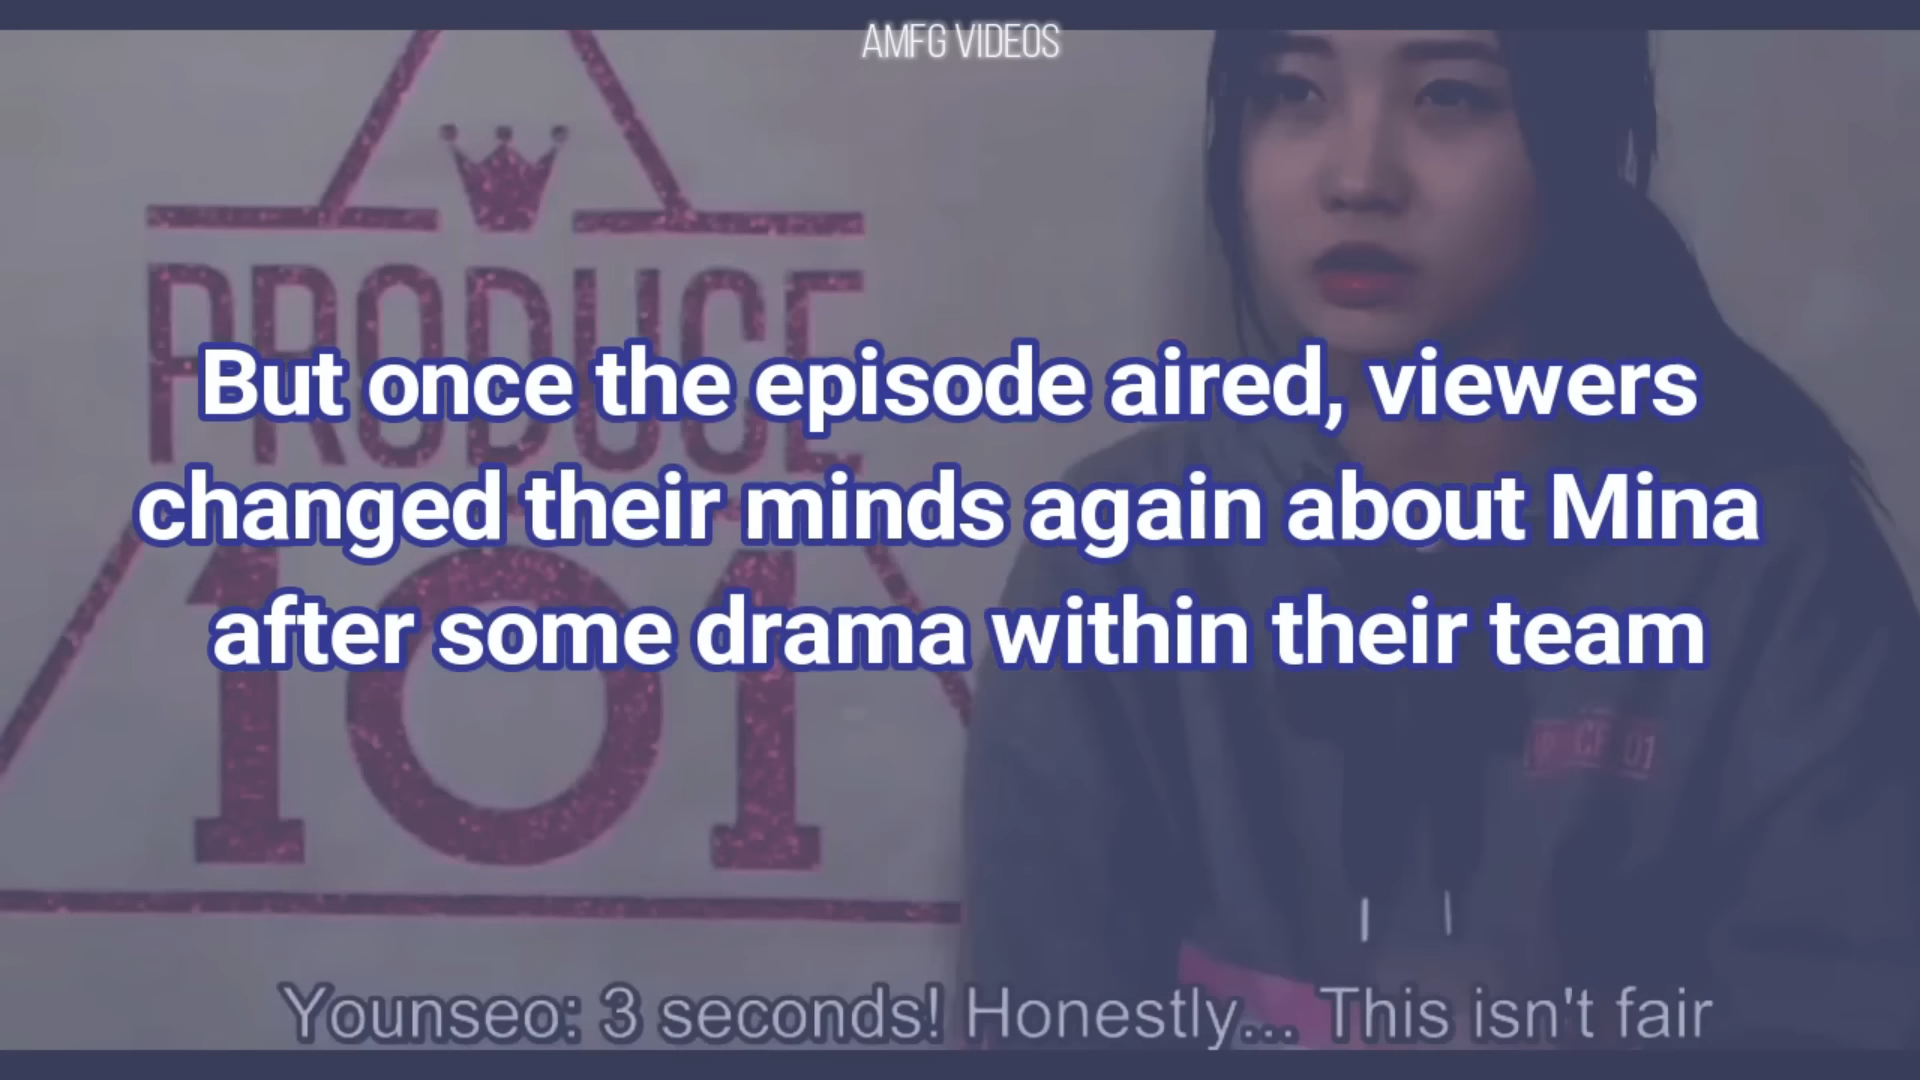 AMFG VIDEOS
PRODUCE
101
But once the episode aired, viewers
changed their minds again about Mina
after some drama within their team
Younseo: 3 seconds! Honestly... This isn't fair